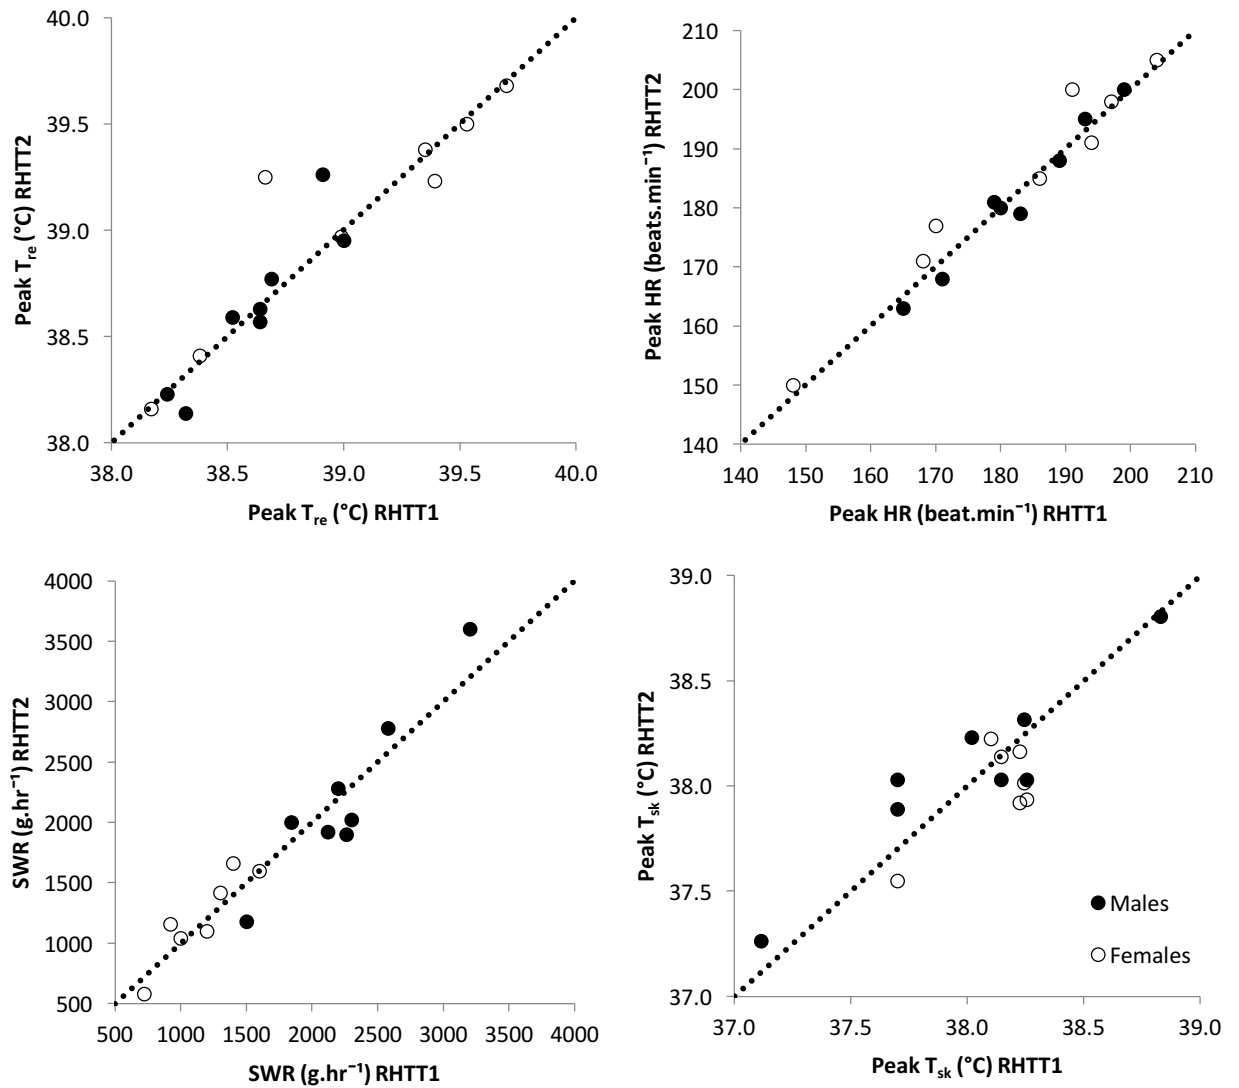 40.0
39.5
39.0
38.5
38.0
38.0 38.5 39.0 39.5 40.0
Peak Tre (°C) RHTT2
Peak Tre (°C) RHTT1
210
200
190
180
170
160
150
140
140 150 160 170 180 190 200 210
Peak HR (beats.min⁻¹) RHTT2
Peak HR (beat.min⁻¹) RHTT1
4000
3500
3000
2500
2000
1500
1000
500
500 1000 1500 2000 2500 3000 3500 4000
SWR (g.hr⁻¹) RHTT2
SWR (g.hr⁻¹) RHTT1
39.0
38.5
38.0
37.5
37.0
37.0 37.5 38.0 38.5 39.0
Peak Tsk (°C) RHTT2
Peak Tsk (°C) RHTT1
Males
Females